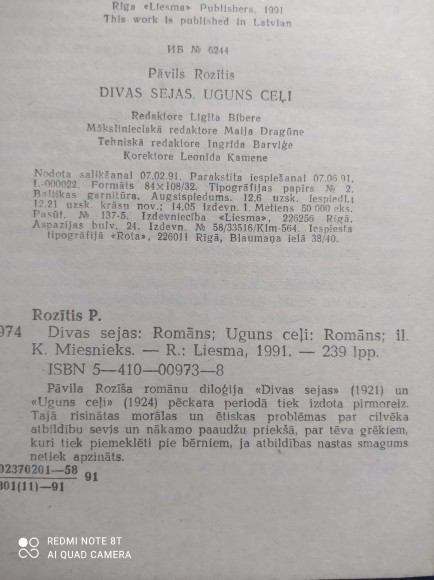 Rīga «Liesma» Publishers, 1991
This work is published in Latvian
ИБ № 6244
Pāvils Rozītis
DIVAS SEJAS. UGUNS CEĻI
Redaktore Ligita Bībere
Mākslinieciskā redaktore Maija Dragūne
Tehniskā redaktore Ingrīda Barviģe
Korektore Leonīda Kamene
Nodota salikšanai 07.02.91. Parakstīta iespiešanai 07.06 91.
f.-000022. Formāts 84×108/32. Tipogrāfijas papīrs № 2.
Baltikas garnitūra. Augstspiedums. 12,6 uzsk. iespiedl.;
12,21 uzsk. krāsu nov.; 14,05 izdevn. l. Metiens 50 000 eks.
Pasūt. № 137-5. Izdevniecība «Liesma», 226256 Rīgā,
Aspazijas bulv. 24. Izdevn. № 58/33516/Klm-564. Iespiesta
tipogrāfijā «Rota», 226011 Rīgā, Blaumaņa ielā 38/40.
Rozītis P.
974 Divas sejas: Romāns; Uguns ceļi: Romāns; il.
K. Miesnieks. — R.: Liesma, 1991. — 239 lpp.
ISBN 5—410—00973—8
Pāvila Rozīša romānu diloģija «Divas sejas» (1921) un
«Uguns ceļi» (1924) pēckara periodā tiek izdota pirmoreiz.
Tajā risinātas morālas un ētiskas problēmas par cilvēka
atbildību sevis un nākamo paaudžu priekšā, par tēva grēkiem,
kuri tiek piemeklēti pie bērniem, ja atbildības nastas smagums
netiek apzināts.
02370201—58
801(11)—91
91
REDMI NOTE 8T
AI QUAD CAMERA